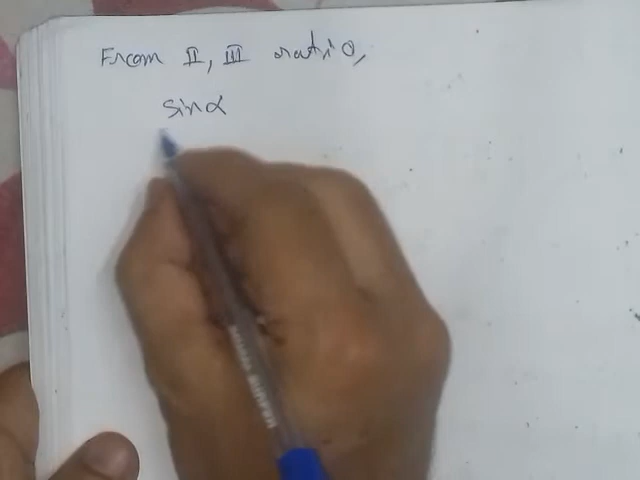 From II, III ratio,
sinα